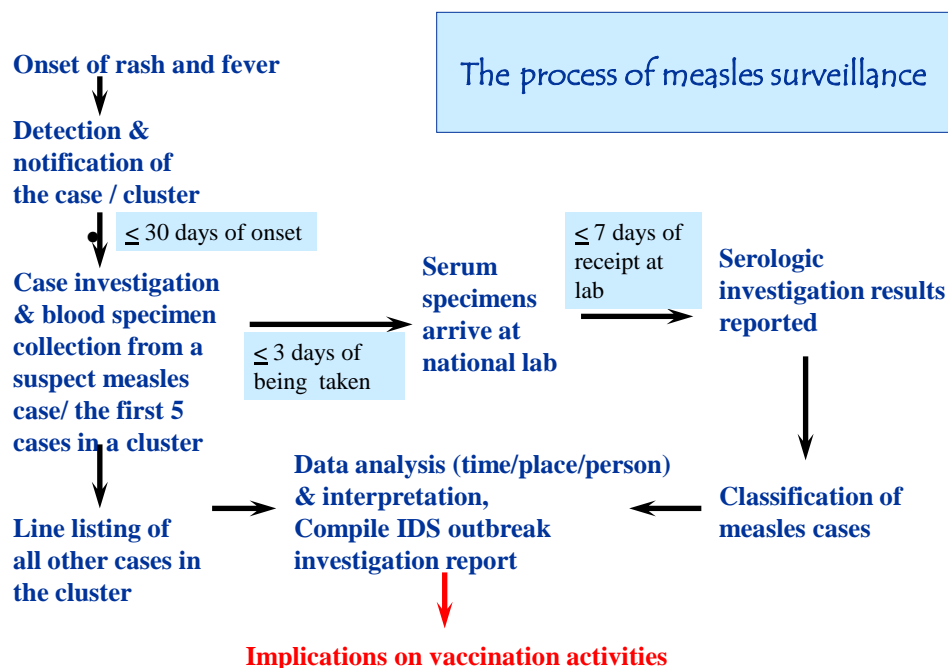 The process of measles surveillance
Onset of rash and fever
Detection &
notification of
the case / cluster
≤ 30 days of onset
Case investigation
& blood specimen
collection from a
suspect measles
case/ the first 5
cases in a cluster
≤ 3 days of
being taken
Serum
specimens
arrive at
national lab
≤ 7 days of
receipt at
lab
Serologic
investigation results
reported
Classification of
measles cases
Line listing of
all other cases in
the cluster
Data analysis (time/place/person)
& interpretation,
Compile IDS outbreak
investigation report
Implications on vaccination activities